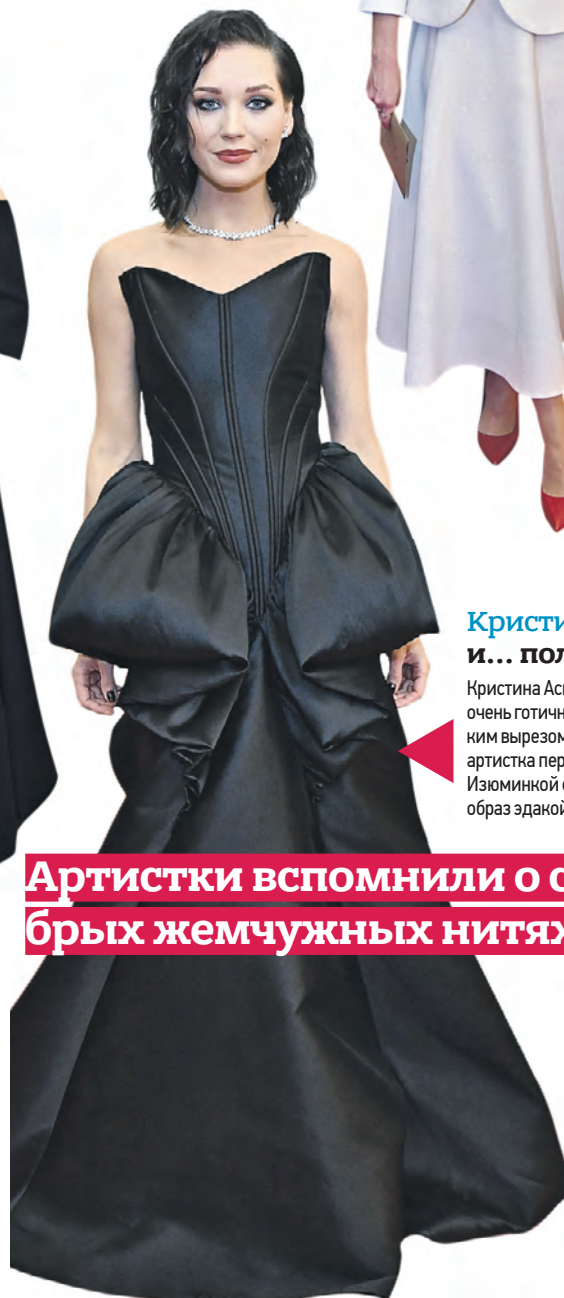 Кристи
и... пол
Кристина Ас
очень готичн
ким вырезом
артистка пер
Изюминкой
образ эдакой
Артистки вспомнили о с
брых жемчужных нитях